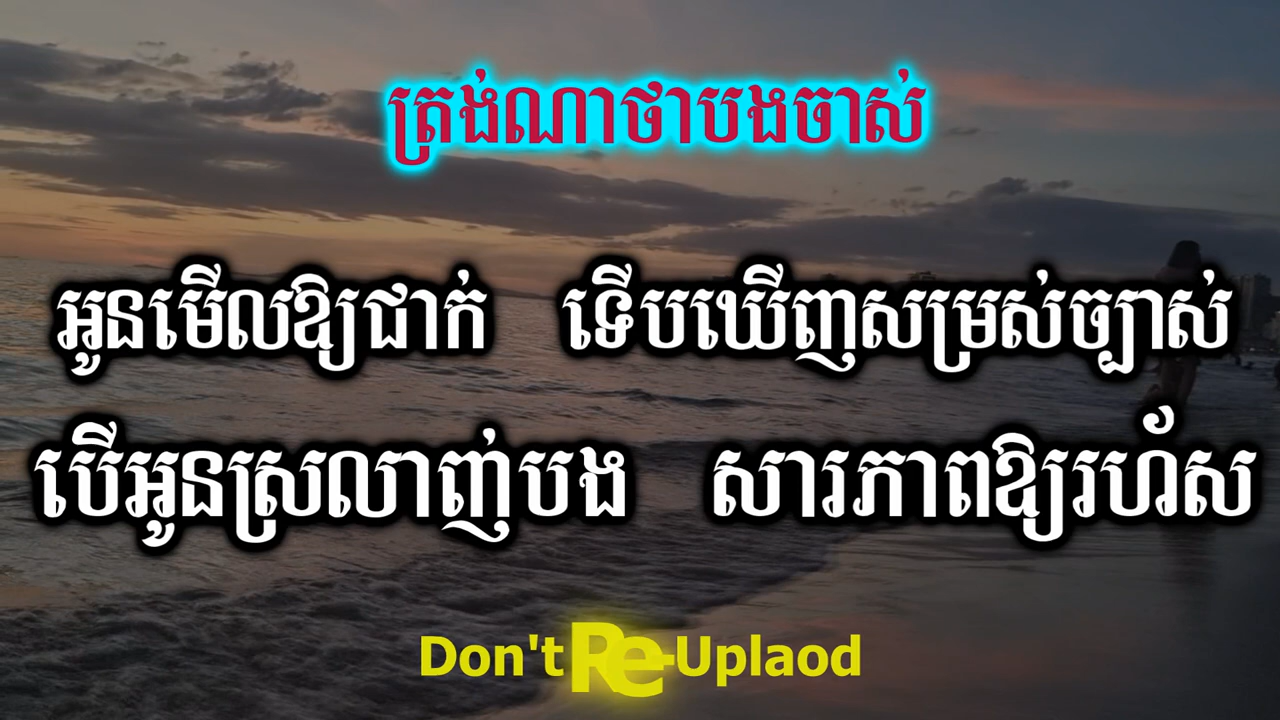 ត្រង់ណាថាបងចាស់
អូនមើលឱ្យជាក់ ទើបឃើញសម្រស់ច្បាស់
បើអូនស្រលាញ់បង សារភាពឱ្យរហ័ស
Don't Re-Uplaod